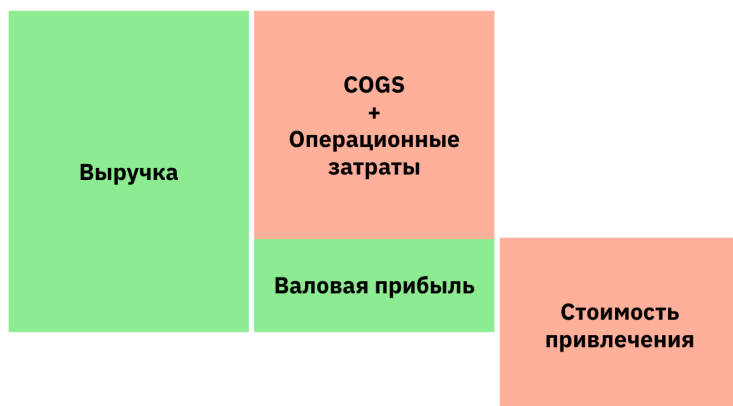 Выручка
COGS
+
Операционные
затраты
Валовая прибыль
Стоимость
привлечения